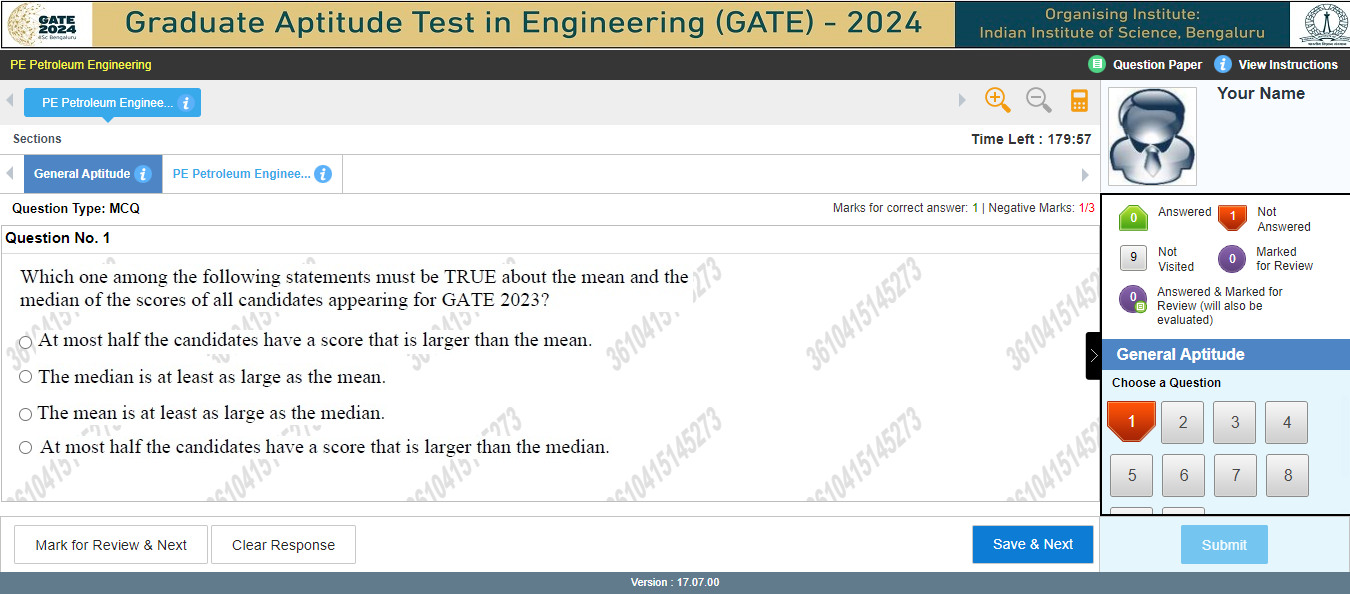 GATE
2024
IISc Bengaluru
Graduate Aptitude Test in Engineering (GATE) - 2024
Organising Institute:
Indian Institute of Science, Bengaluru
PE Petroleum Engineering
Question Paper
i View Instructions
PE Petroleum Enginee... i
Your Name
Sections
Time Left : 179:57
General Aptitude i
PE Petroleum Enginee... i
Question Type: MCQ
Marks for correct answer: 1 | Negative Marks: 1/3
Question No. 1
Which one among the following statements must be TRUE about the mean and the
median of the scores of all candidates appearing for GATE 2023?
At most half the candidates have a score that is larger than the mean.
The median is at least as large as the mean.
The mean is at least as large as the median.
At most half the candidates have a score that is larger than the median.
3610415145273
3610415145273
3610415145273
3610415145273
0 Answered
1 Not
Answered
9 Not
Visited
0 Marked
for Review
0 Answered & Marked for
Review (will also be
evaluated)
General Aptitude
Choose a Question
1 2 3 4
5 6 7 8
Mark for Review & Next
Clear Response
Save & Next
Submit
Version : 17.07.00